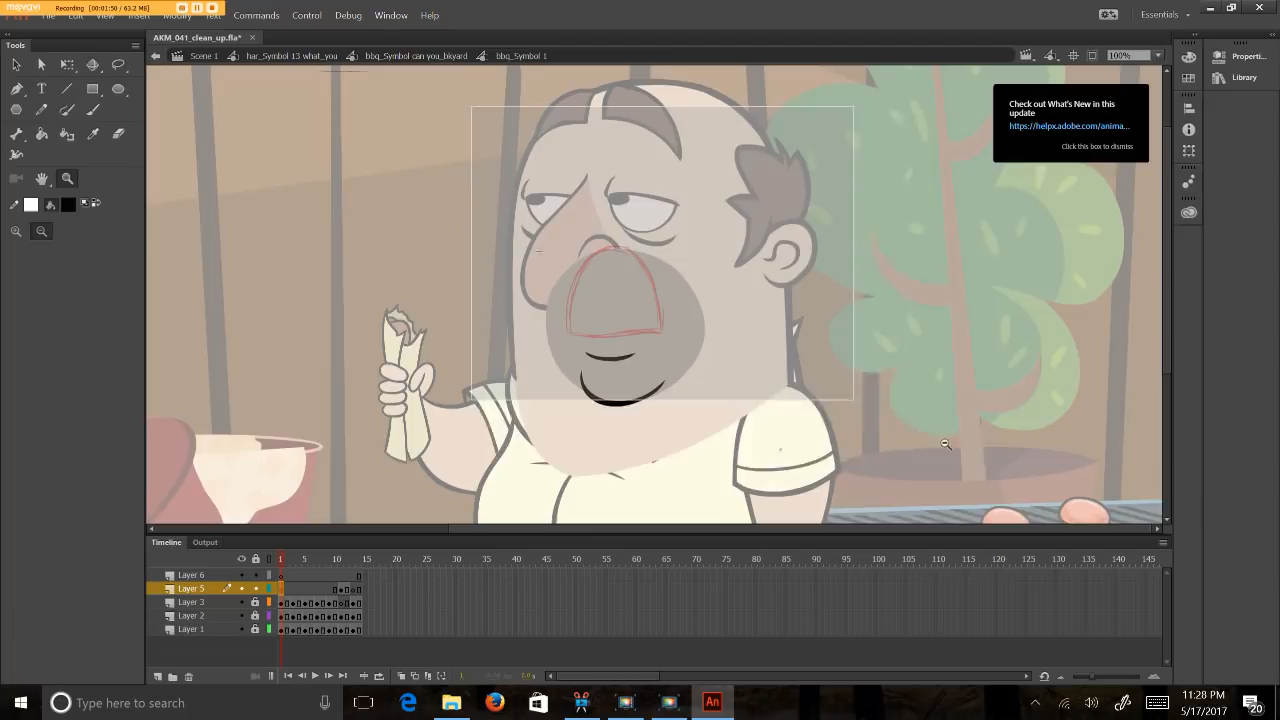 movavi Recording [00:01:50 / 63.2 MB]
Commands Control Debug Window Help
Essentials
AKM_041_clean_up.fla*
Scene 1 har_Symbol 13 what_you bbq_Symbol can you_bkyard bbq_Symbol 1
100%
Tools
Properti...
Library
Check out What's New in this
update
https://helpx.adobe.com/anima...
Click this box to dismiss
Timeline Output
1 5 10 15 20 25 30 35 40 45 50 55 60 65 70 75 80 85 90 95 100 105 110 115 120 125 130 135 140 145
Layer 6
Layer 5
Layer 3
Layer 2
Layer 1
1
Type here to search
An
11:28 PM
5/17/2017
20